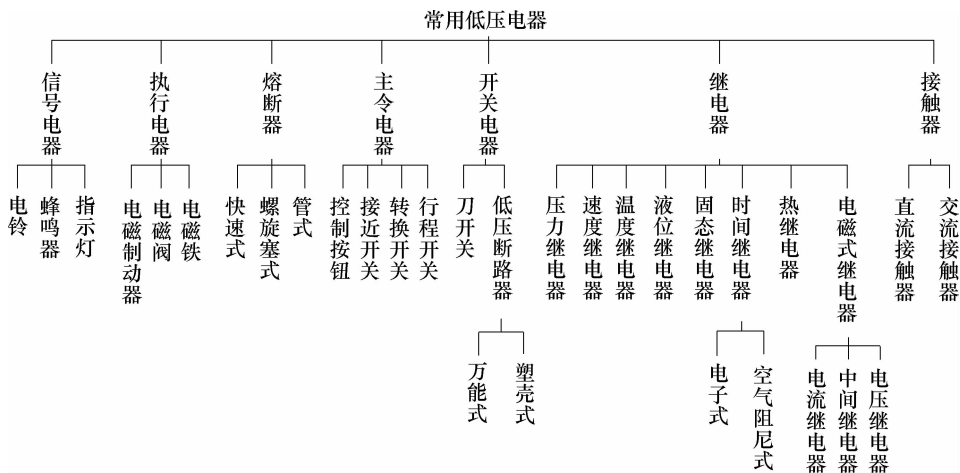 常用低压电器
信号电器
执行电器
熔断器
主令电器
开关电器
继电器
接触器
电铃
蜂鸣器
指示灯
电磁制动器
电磁阀
电磁铁
快速式
螺旋塞式
管式
控制按钮
接近开关
转换开关
行程开关
刀开关
低压断路器
压力继电器
速度继电器
温度继电器
液位继电器
固态继电器
时间继电器
热继电器
电磁式继电器
直流接触器
交流接触器
万能式
塑壳式
电子式
空气阻尼式
电流继电器
中间继电器
电压继电器